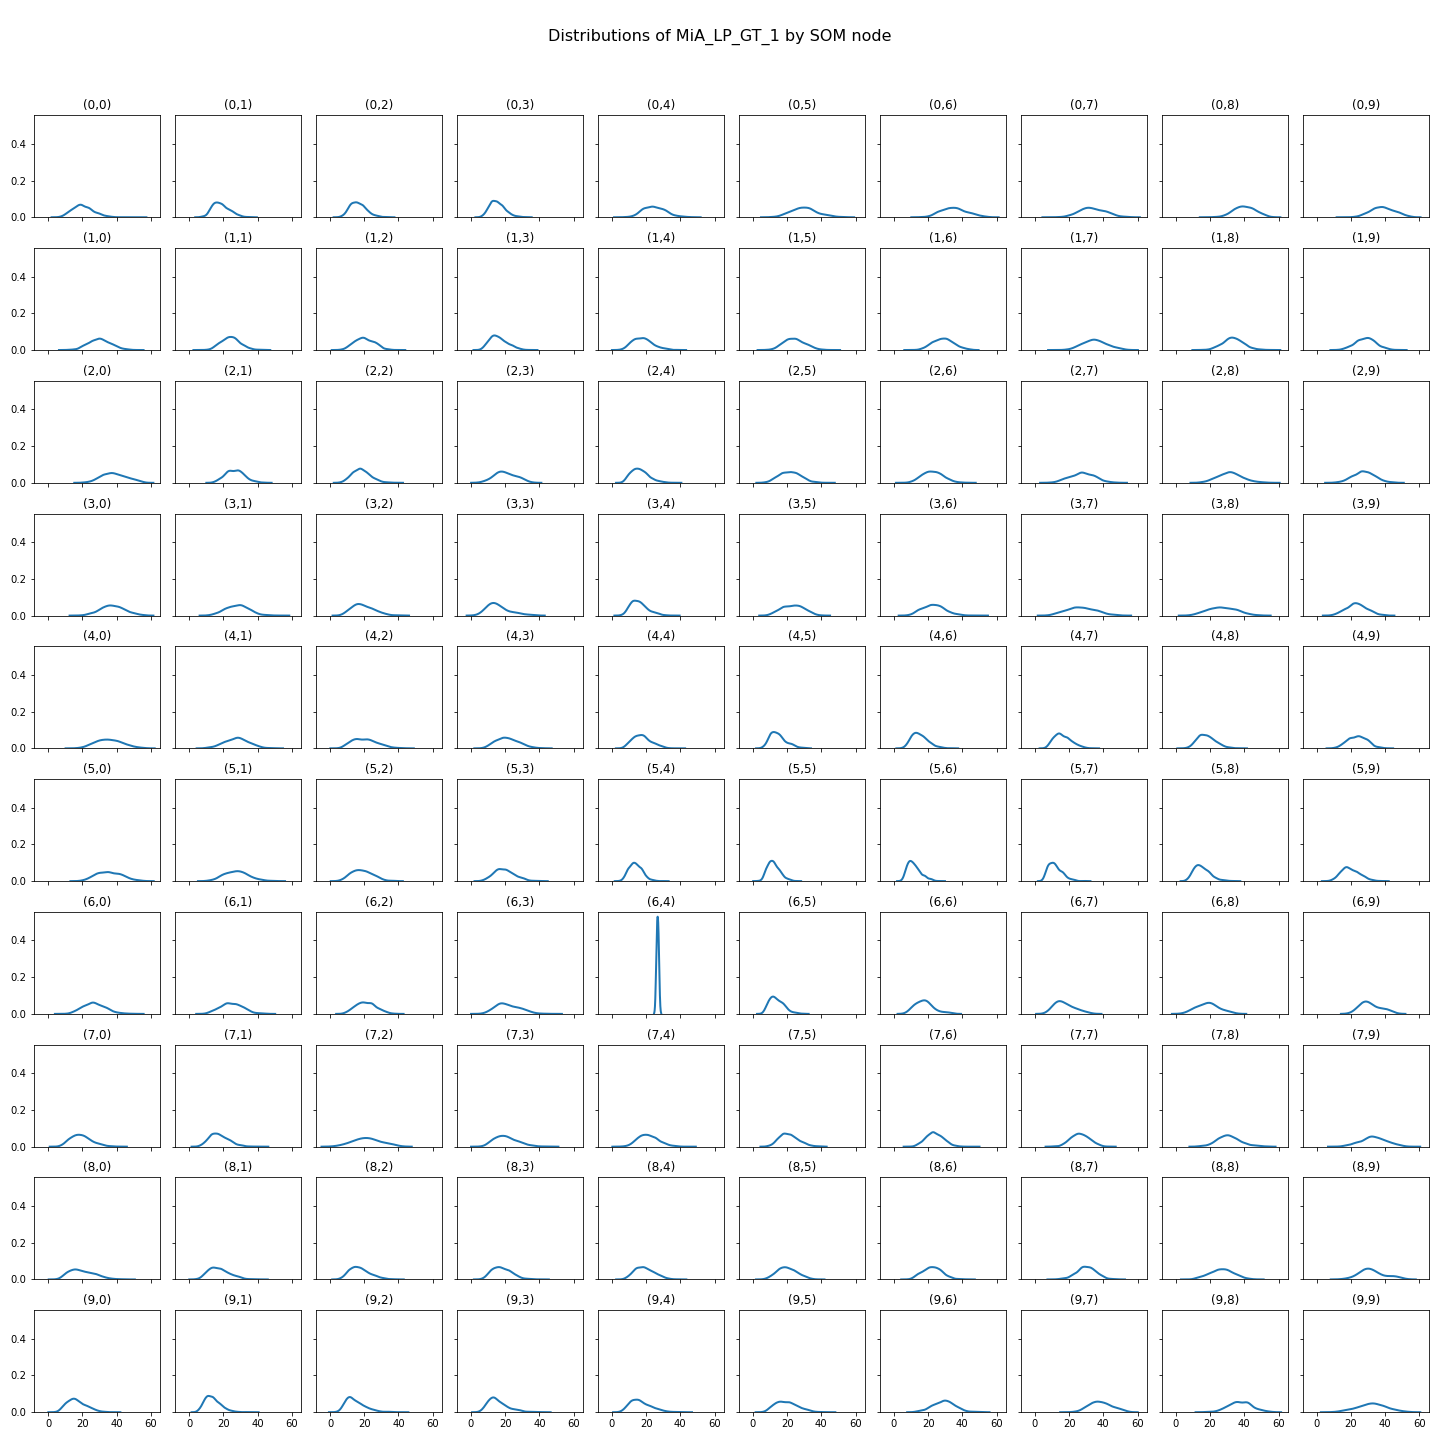 Distributions of MiA_LP_GT_1 by SOM node
(0,0) (0,1) (0,2) (0,3) (0,4) (0,5) (0,6) (0,7) (0,8) (0,9)
0.4
0.2
0.0
(1,0) (1,1) (1,2) (1,3) (1,4) (1,5) (1,6) (1,7) (1,8) (1,9)
0.4
0.2
0.0
(2,0) (2,1) (2,2) (2,3) (2,4) (2,5) (2,6) (2,7) (2,8) (2,9)
0.4
0.2
0.0
(3,0) (3,1) (3,2) (3,3) (3,4) (3,5) (3,6) (3,7) (3,8) (3,9)
0.4
0.2
0.0
(4,0) (4,1) (4,2) (4,3) (4,4) (4,5) (4,6) (4,7) (4,8) (4,9)
0.4
0.2
0.0
(5,0) (5,1) (5,2) (5,3) (5,4) (5,5) (5,6) (5,7) (5,8) (5,9)
0.4
0.2
0.0
(6,0) (6,1) (6,2) (6,3) (6,4) (6,5) (6,6) (6,7) (6,8) (6,9)
0.4
0.2
0.0
(7,0) (7,1) (7,2) (7,3) (7,4) (7,5) (7,6) (7,7) (7,8) (7,9)
0.4
0.2
0.0
(8,0) (8,1) (8,2) (8,3) (8,4) (8,5) (8,6) (8,7) (8,8) (8,9)
0.4
0.2
0.0
(9,0) (9,1) (9,2) (9,3) (9,4) (9,5) (9,6) (9,7) (9,8) (9,9)
0.4
0.2
0.0
0 20 40 60 0 20 40 60 0 20 40 60 0 20 40 60 0 20 40 60 0 20 40 60 0 20 40 60 0 20 40 60 0 20 40 60 0 20 40 60